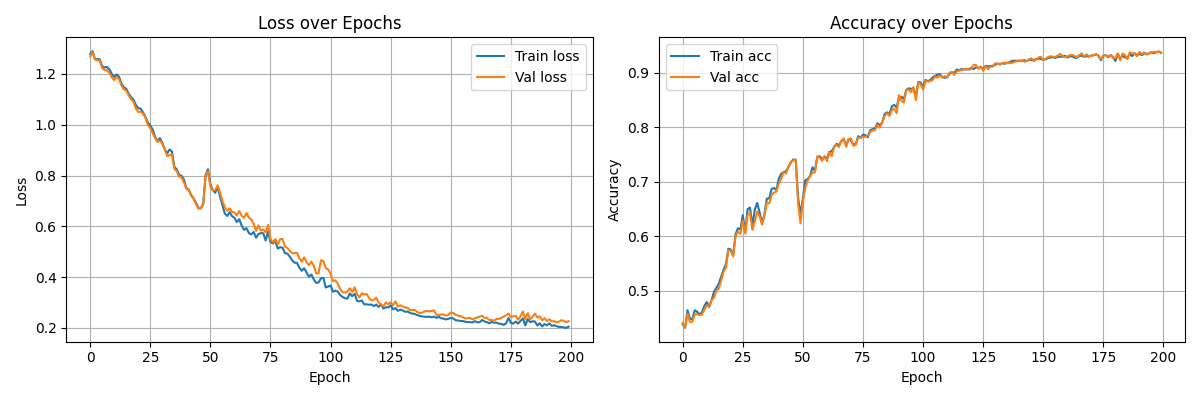 Loss over Epochs
Train loss
Val loss
Loss
1.2
1.0
0.8
0.6
0.4
0.2
0 25 50 75 100 125 150 175 200
Epoch
Accuracy over Epochs
Train acc
Val acc
Accuracy
0.9
0.8
0.7
0.6
0.5
0 25 50 75 100 125 150 175 200
Epoch